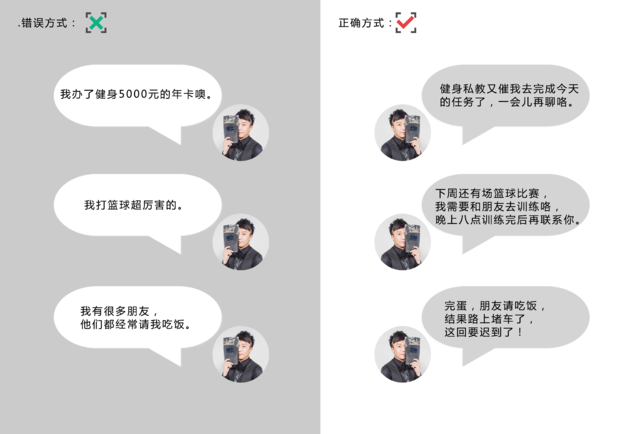 .错误方式：
我办了健身5000元的年卡噢。
我打篮球超厉害的。
我有很多朋友，
他们都经常请我吃饭。
正确方式：
健身私教又催我去完成今天
的任务了，一会儿再聊咯。
下周还有场篮球比赛，
我需要和朋友去训练咯，
晚上八点训练完后再联系你。
完蛋，朋友请吃饭，
结果路上堵车了，
这回要迟到了！